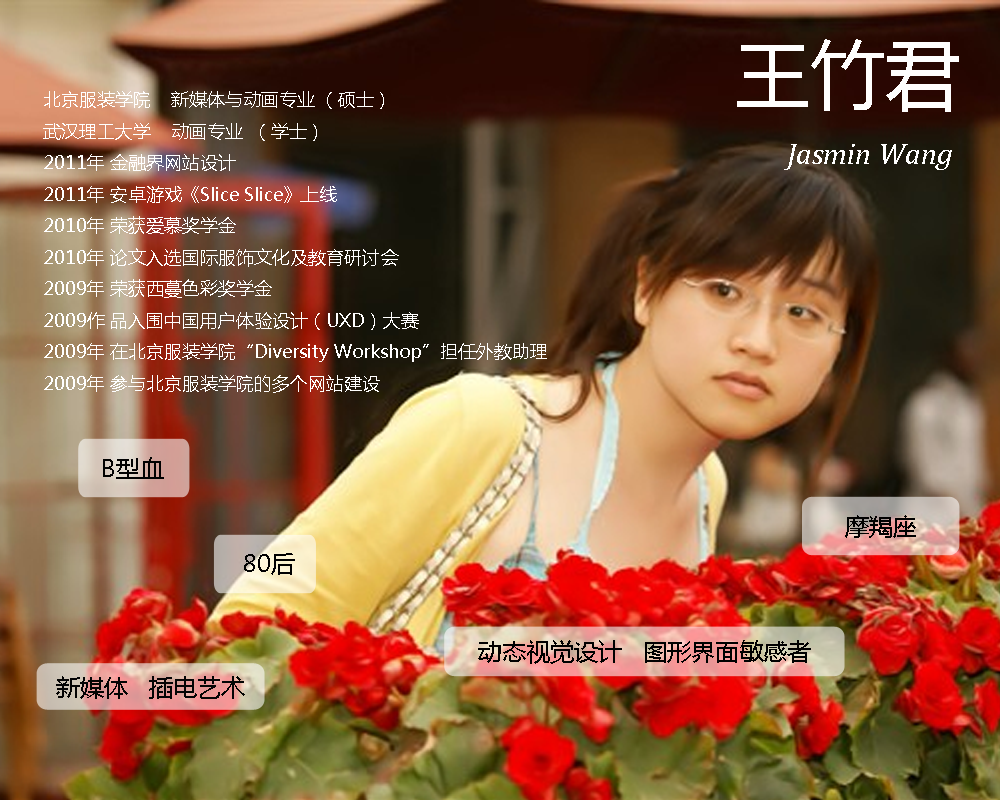 王竹君
Jasmin Wang
北京服装学院 新媒体与动画专业（硕士）
武汉理工大学 动画专业 （学士）
2011年 金融界网站设计
2011年 安卓游戏《Slice Slice》上线
2010年 荣获爱慕奖学金
2010年 论文入选国际服饰文化及教育研讨会
2009年 荣获西蔓色彩奖学金
2009作 品入围中国用户体验设计（UXD）大赛
2009年 在北京服装学院“Diversity Workshop”担任外教助理
2009年 参与北京服装学院的多个网站建设
B型血
摩羯座
80后
动态视觉设计 图形界面敏感者
新媒体 插电艺术